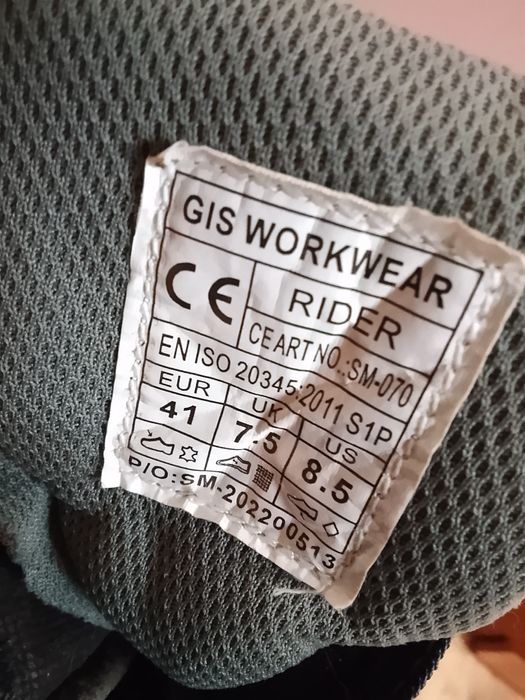 GIS WORKWEAR
CE
RIDER
CE ART NO.:SM-070
EN ISO 20345:2011 S1P
EUR UK US
41 7.5 8.5
P/O:SM-202200513